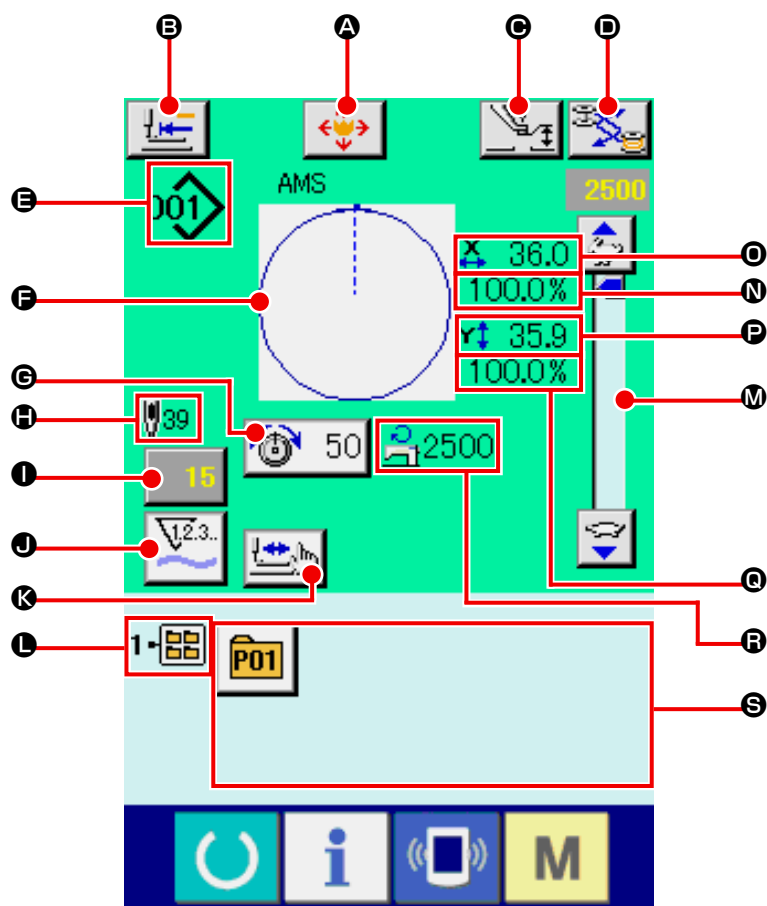 B A C D
AMS
2500
E 001
X 36.0 O
100.0% N
F
Y 35.9 P
100.0%
G
M
H 39
50 2500
I 15
J 1.2.3..
K
Q
L 1
P01
R
S
i M